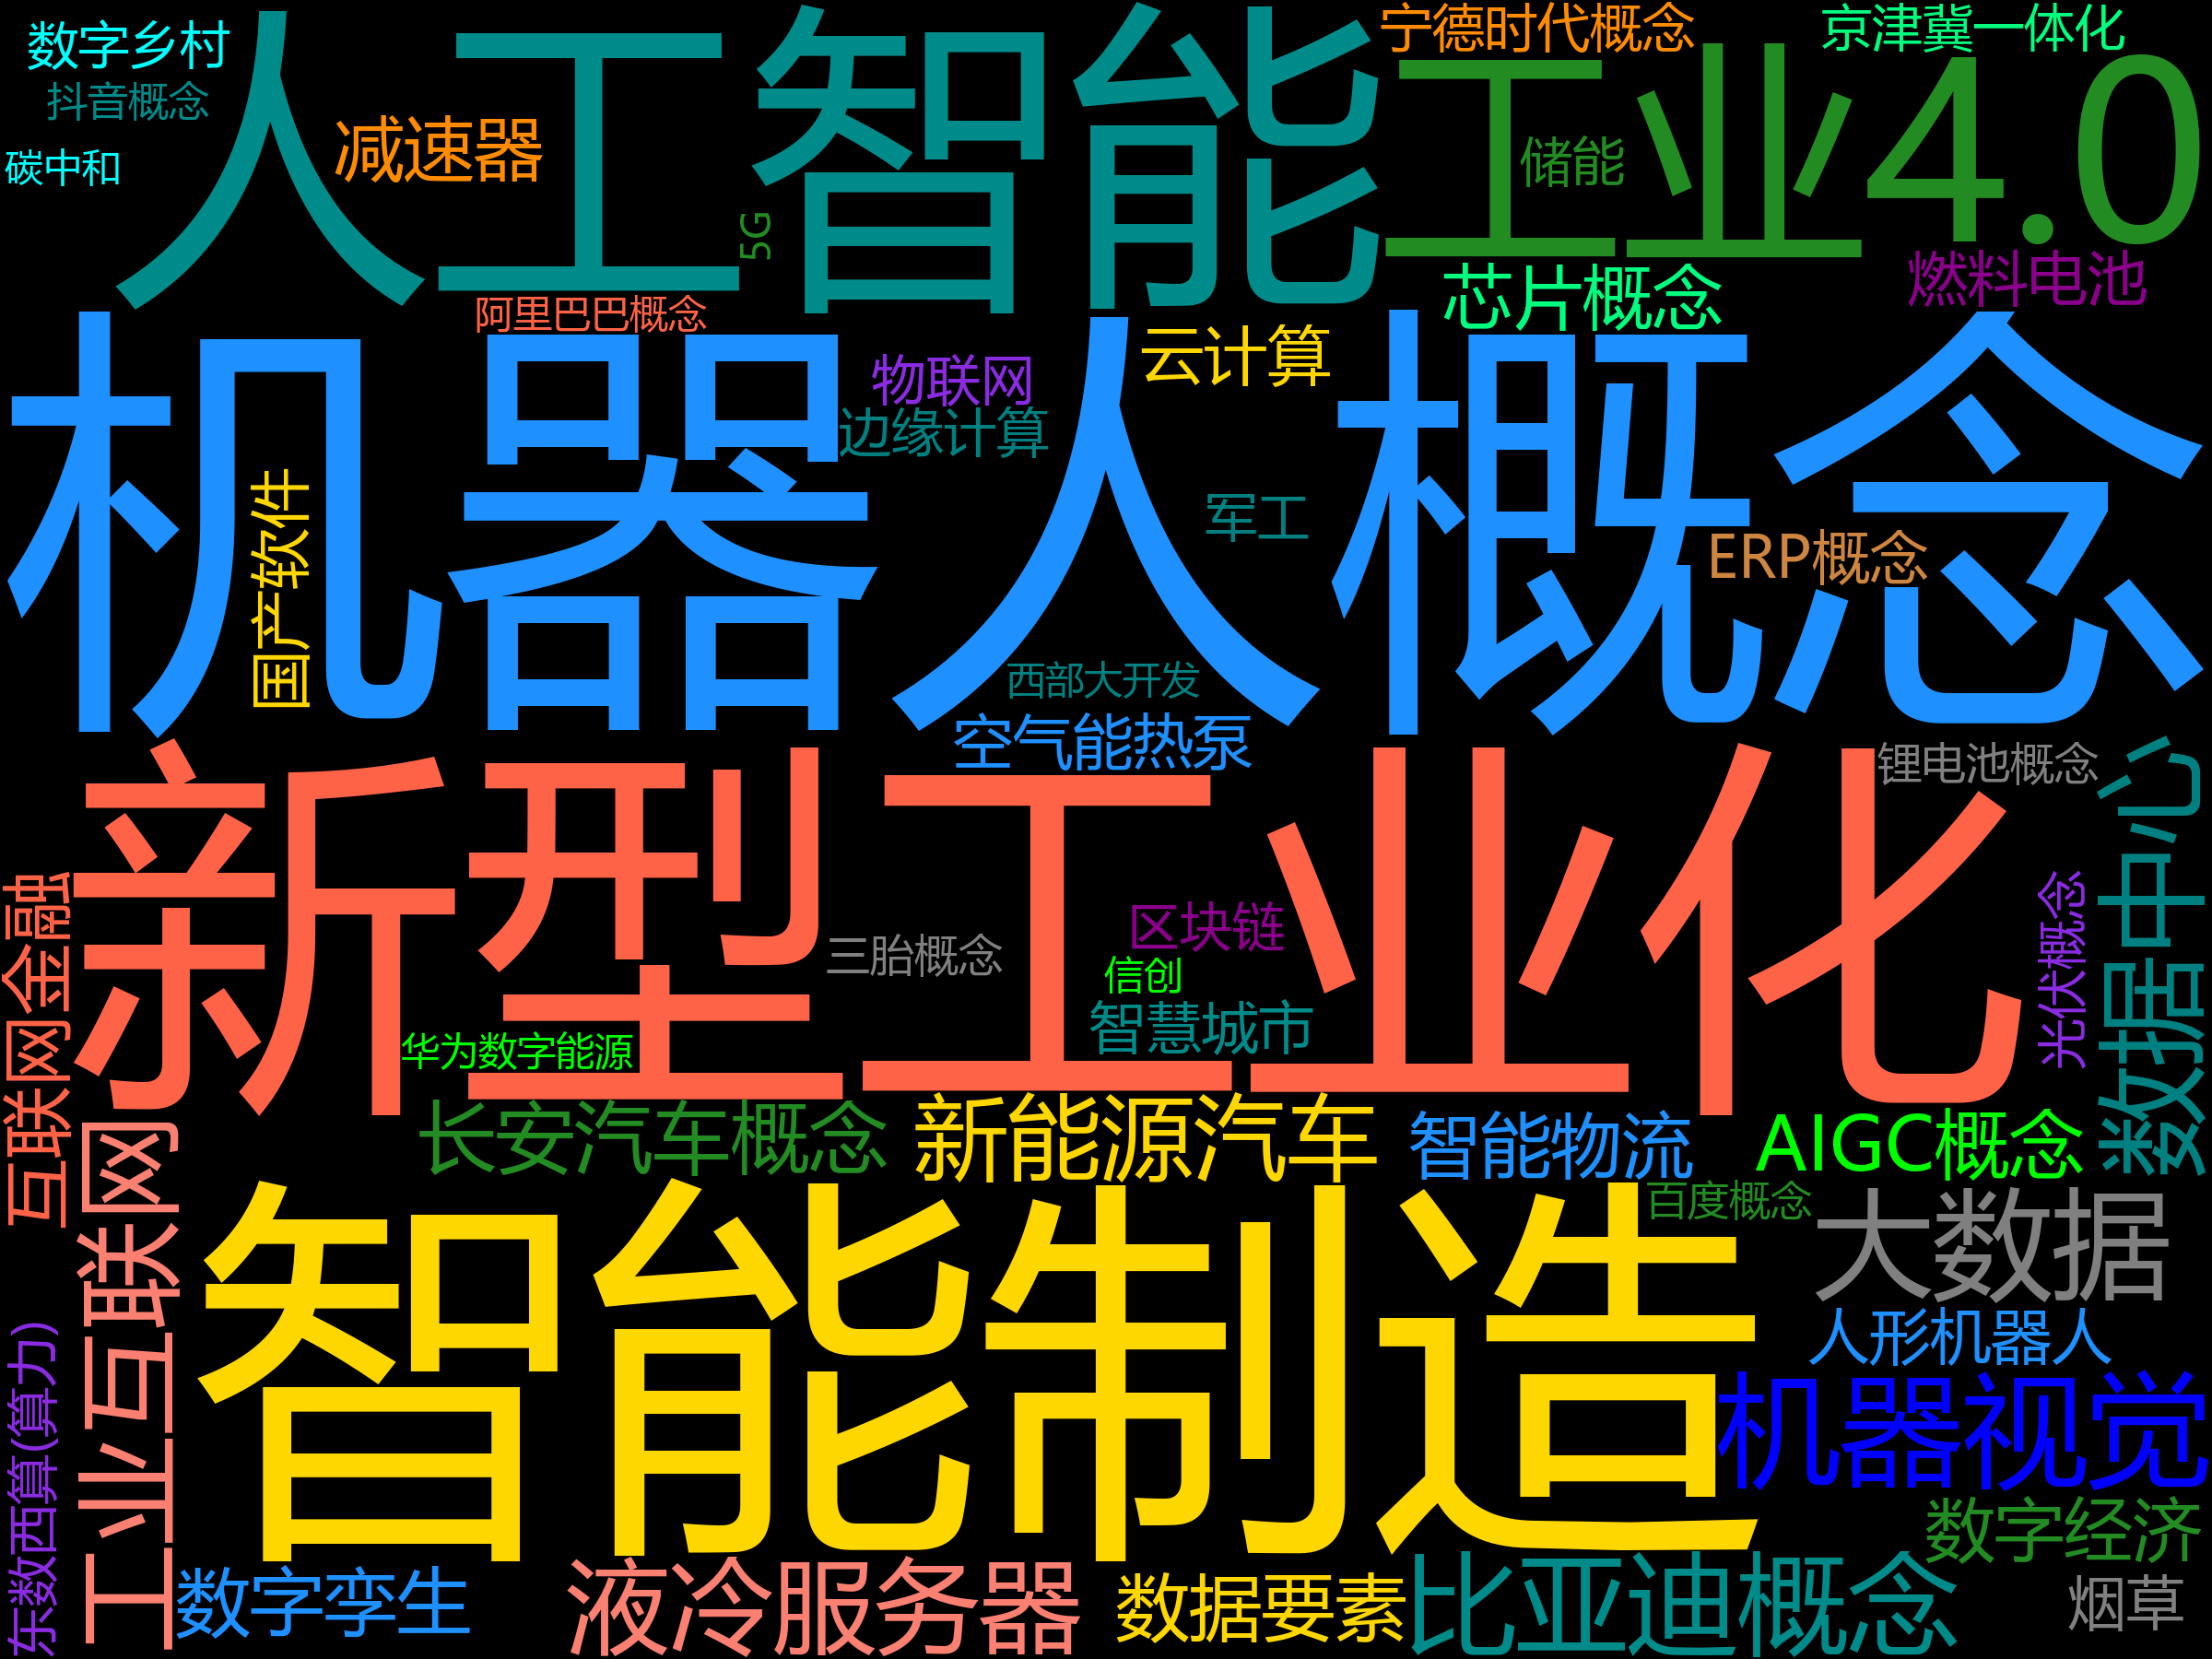 数字乡村
抖音概念
碳中和
人工智能
减速器
5G
阿里巴巴概念
宁德时代概念
京津冀一体化
工业4.0
储能
燃料电池
芯片概念
云计算
物联网
边缘计算
机器人概念
国产软件
军工
ERP概念
西部大开发
空气能热泵
锂电池概念
新型工业化
数据中心
互联网金融
三胎概念
区块链
信创
智慧城市
光伏概念
华为数字能源
长安汽车概念
新能源汽车
智能物流
AIGC概念
百度概念
工业互联网
智能制造
大数据
人形机器人
机器视觉
东数西算(算力)
数字孪生
液冷服务器
数据要素
比亚迪概念
数字经济
烟草